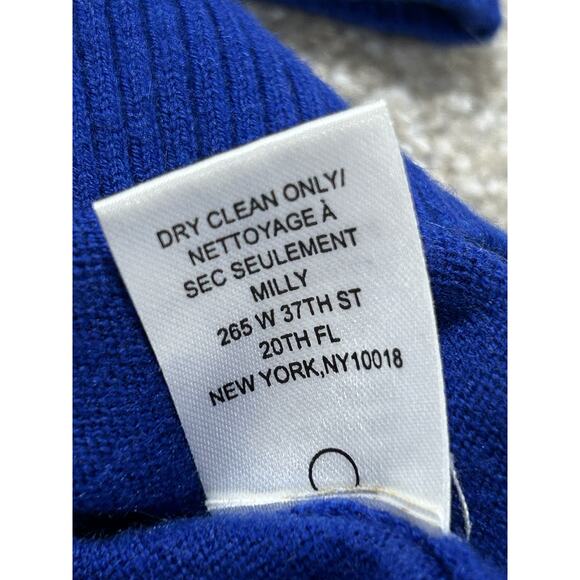 DRY CLEAN ONLY/
NETTOYAGE À
SEC SEULEMENT
MILLY
265 W 37TH ST
20TH FL
NEW YORK,NY10018